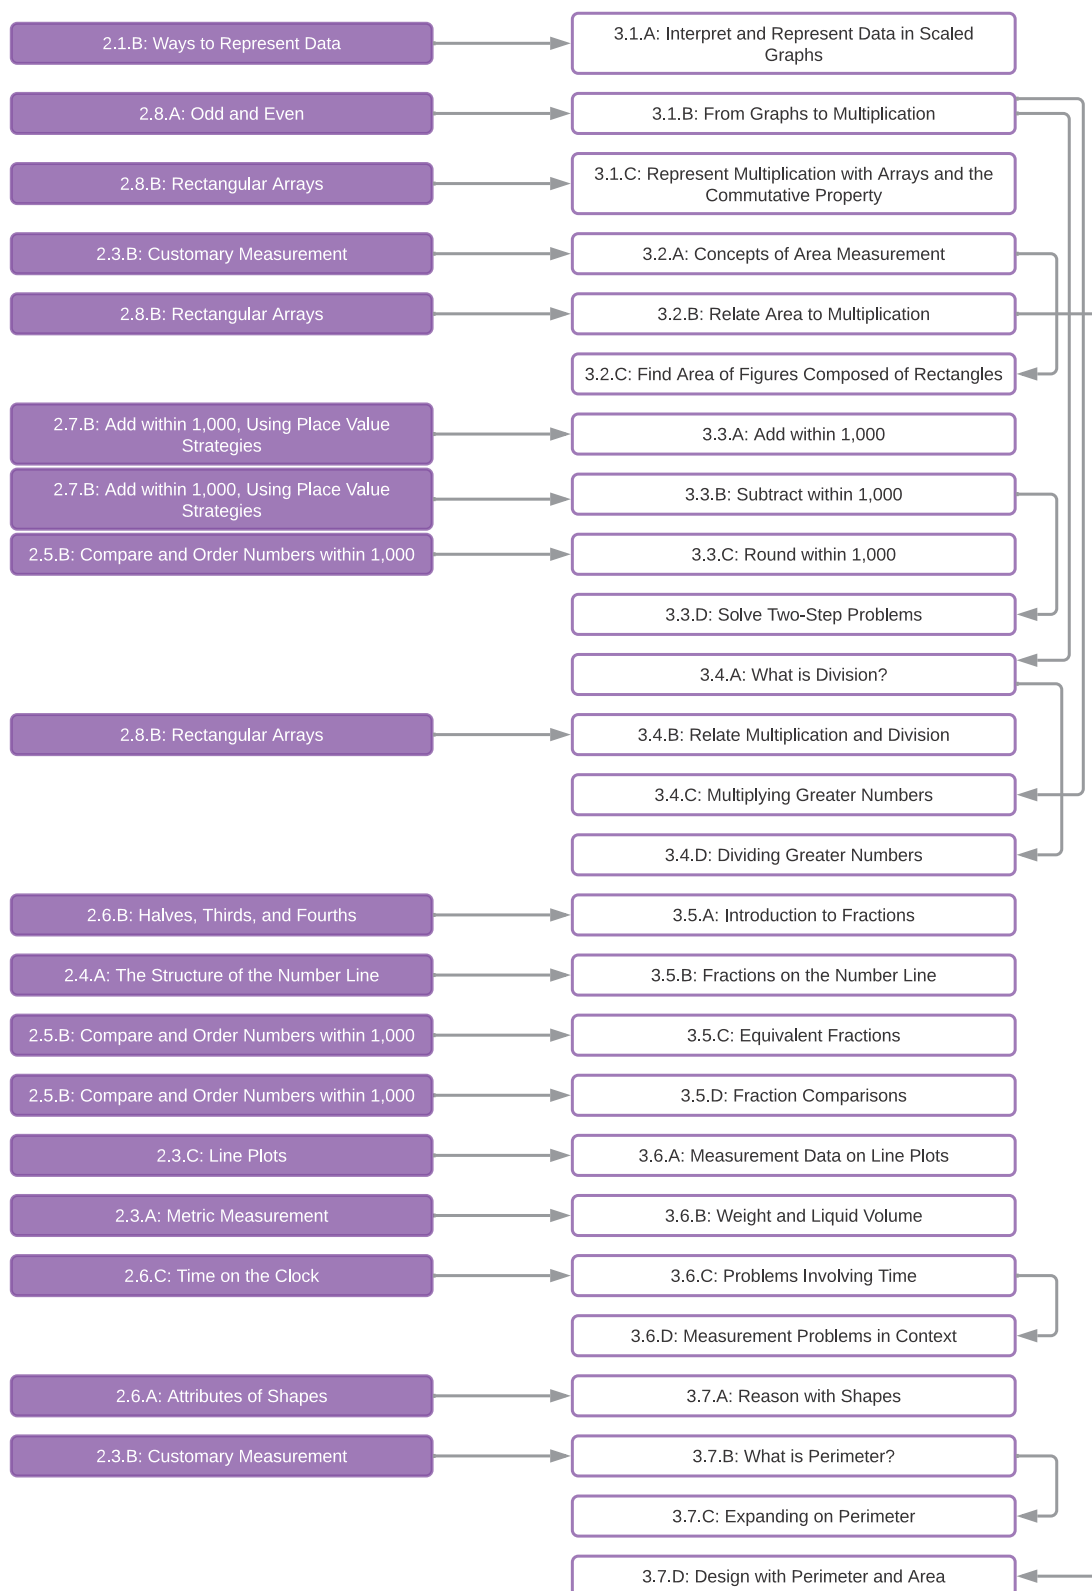 2.1.B: Ways to Represent Data
3.1.A: Interpret and Represent Data in Scaled
Graphs
2.8.A: Odd and Even
3.1.B: From Graphs to Multiplication
2.8.B: Rectangular Arrays
3.1.C: Represent Multiplication with Arrays and the
Commutative Property
2.3.B: Customary Measurement
3.2.A: Concepts of Area Measurement
2.8.B: Rectangular Arrays
3.2.B: Relate Area to Multiplication
3.2.C: Find Area of Figures Composed of Rectangles
2.7.B: Add within 1,000, Using Place Value
Strategies
3.3.A: Add within 1,000
2.7.B: Add within 1,000, Using Place Value
Strategies
3.3.B: Subtract within 1,000
2.5.B: Compare and Order Numbers within 1,000
3.3.C: Round within 1,000
3.3.D: Solve Two-Step Problems
3.4.A: What is Division?
2.8.B: Rectangular Arrays
3.4.B: Relate Multiplication and Division
3.4.C: Multiplying Greater Numbers
3.4.D: Dividing Greater Numbers
2.6.B: Halves, Thirds, and Fourths
3.5.A: Introduction to Fractions
2.4.A: The Structure of the Number Line
3.5.B: Fractions on the Number Line
2.5.B: Compare and Order Numbers within 1,000
3.5.C: Equivalent Fractions
2.5.B: Compare and Order Numbers within 1,000
3.5.D: Fraction Comparisons
2.3.C: Line Plots
3.6.A: Measurement Data on Line Plots
2.3.A: Metric Measurement
3.6.B: Weight and Liquid Volume
2.6.C: Time on the Clock
3.6.C: Problems Involving Time
3.6.D: Measurement Problems in Context
2.6.A: Attributes of Shapes
3.7.A: Reason with Shapes
2.3.B: Customary Measurement
3.7.B: What is Perimeter?
3.7.C: Expanding on Perimeter
3.7.D: Design with Perimeter and Area